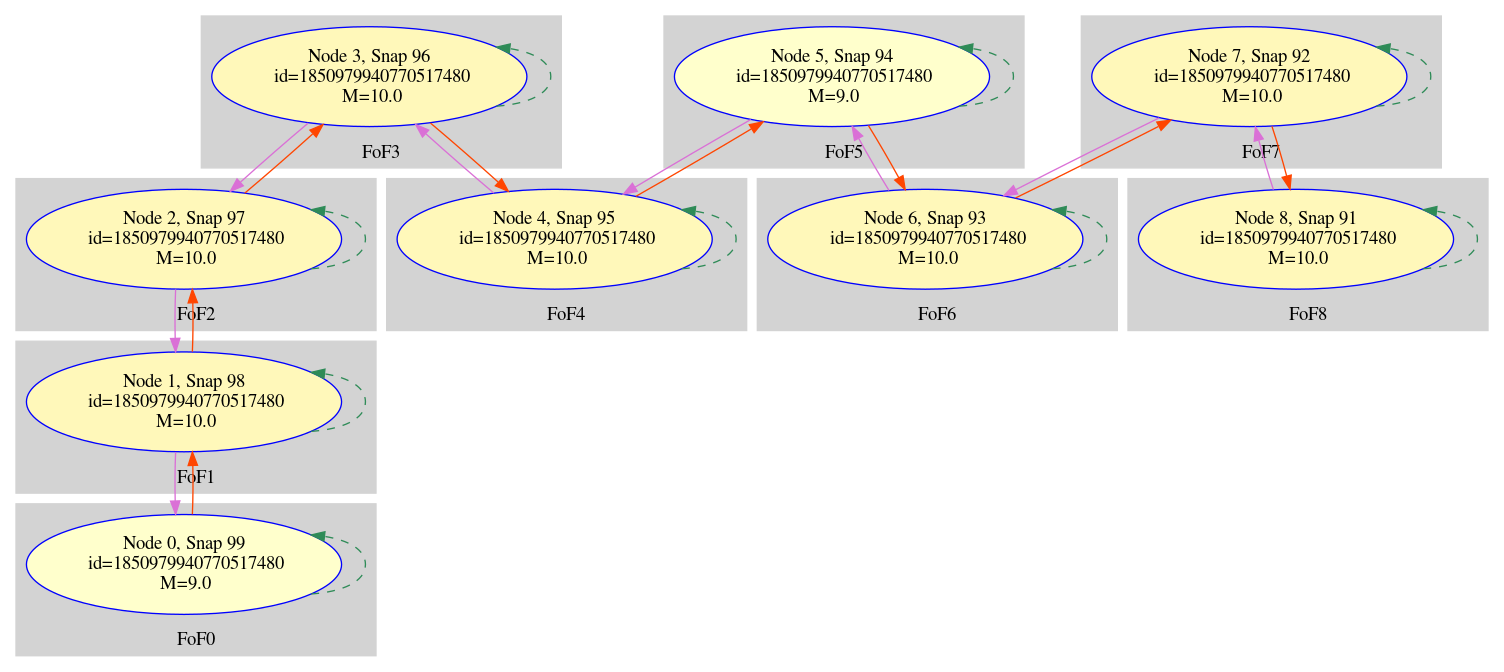 Node 3, Snap 96
id=1850979940770517480
M=10.0
FoF3
Node 5, Snap 94
id=1850979940770517480
M=9.0
FoF5
Node 7, Snap 92
id=1850979940770517480
M=10.0
FoF7
Node 2, Snap 97
id=1850979940770517480
M=10.0
FoF2
Node 4, Snap 95
id=1850979940770517480
M=10.0
FoF4
Node 6, Snap 93
id=1850979940770517480
M=10.0
FoF6
Node 8, Snap 91
id=1850979940770517480
M=10.0
FoF8
Node 1, Snap 98
id=1850979940770517480
M=10.0
FoF1
Node 0, Snap 99
id=1850979940770517480
M=9.0
FoF0